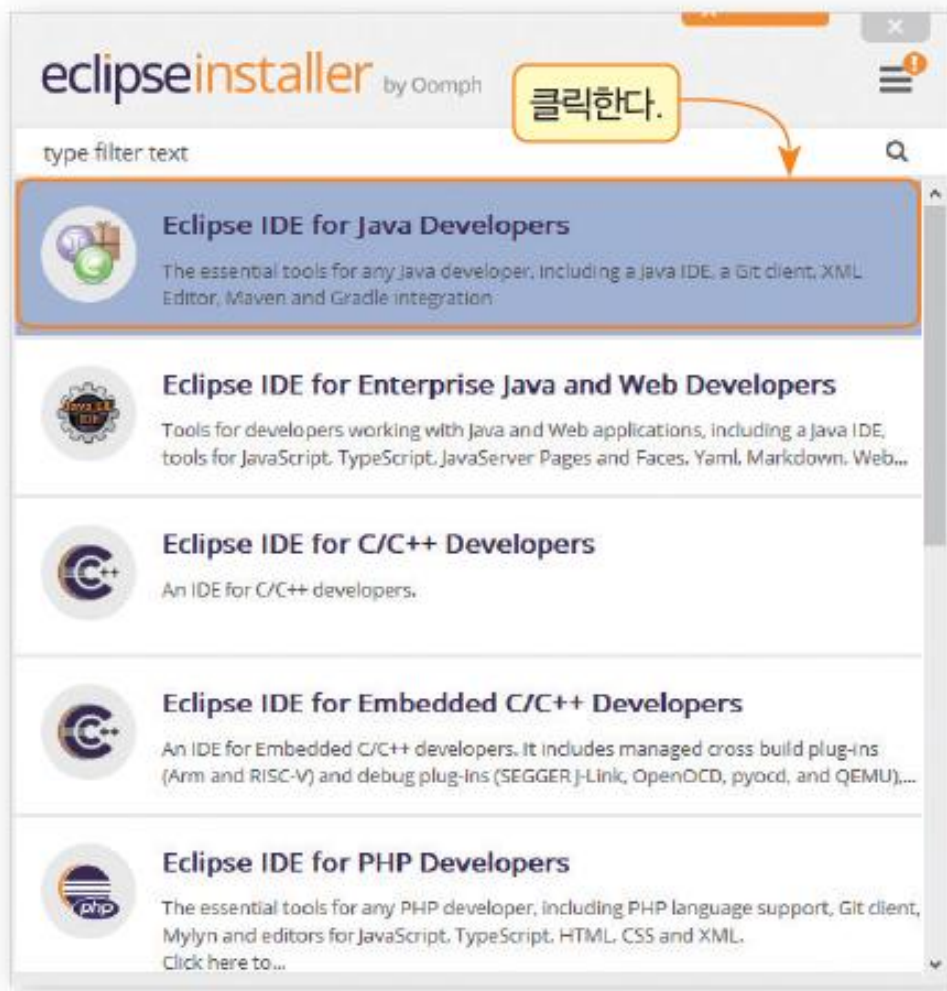 eclipseinstaller by Oomph
클릭한다.
type filter text
Eclipse IDE for Java Developers
The essential tools for any Java developer, including a Java IDE, a Git client, XML
Editor, Maven and Gradle integration
Eclipse IDE for Enterprise Java and Web Developers
Tools for developers working with Java and Web applications, including a Java IDE,
tools for JavaScript, TypeScript, JavaServer Pages and Faces, Yaml, Markdown, Web...
Eclipse IDE for C/C++ Developers
An IDE for C/C++ developers.
Eclipse IDE for Embedded C/C++ Developers
An IDE for Embedded C/C++ developers. It includes managed cross build plug-ins
(Arm and RISC-V) and debug plug-ins (SEGGER J-Link, OpenOCD, pyocd, and QEMU),...
php
Eclipse IDE for PHP Developers
The essential tools for any PHP developer, including PHP language support, Git client,
Mylyn and editors for JavaScript, TypeScript, HTML, CSS and XML.
Click here to...